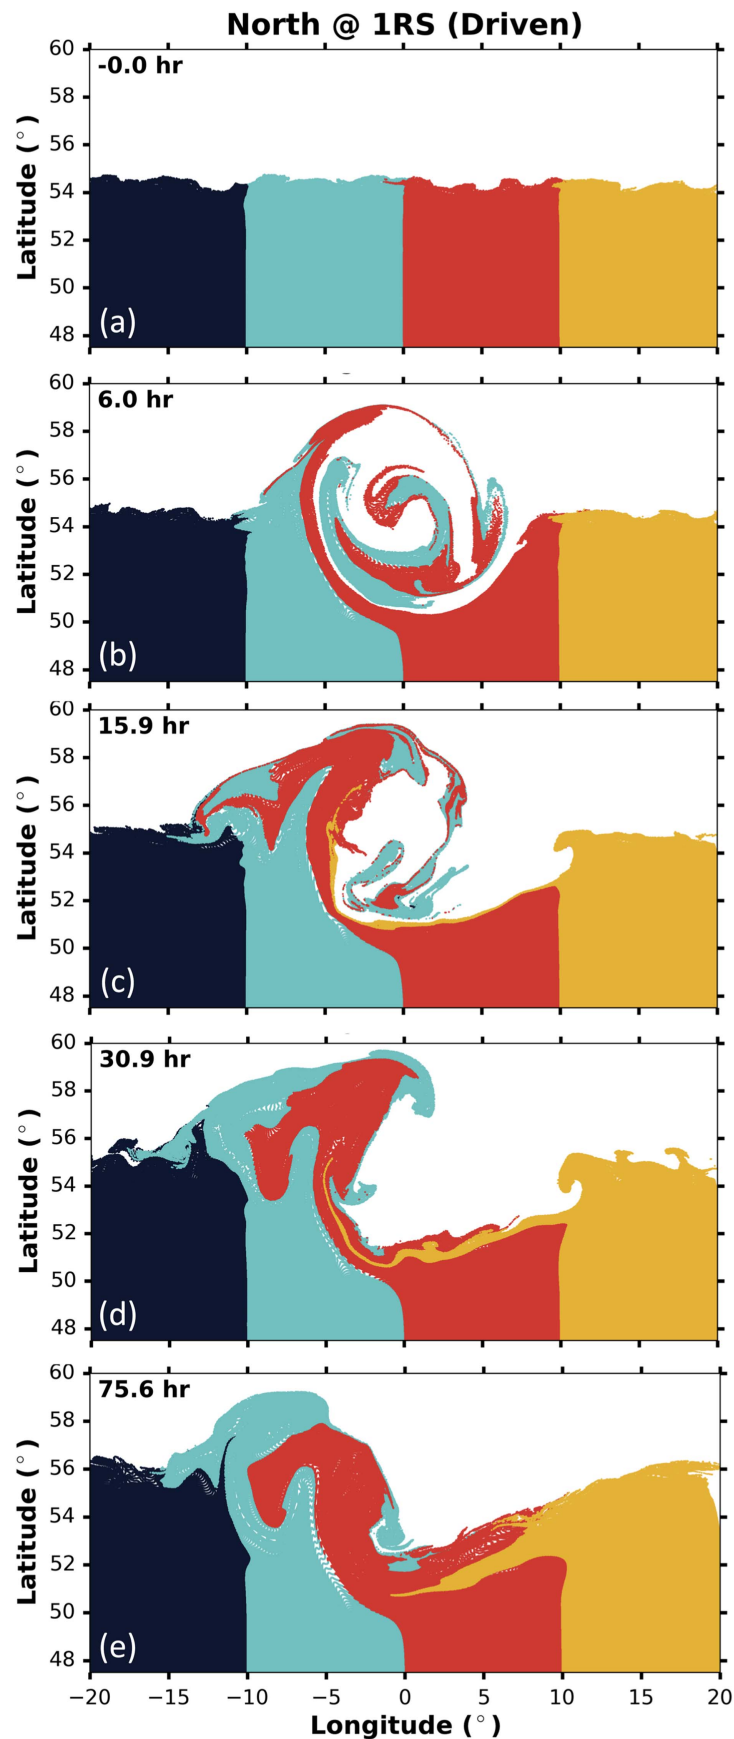 North @ 1RS (Driven)
60
-0.0 hr
58
56
54
52
50
48
Latitude (°)
(a)
60
6.0 hr
58
56
54
52
50
48
Latitude (°)
(b)
60
15.9 hr
58
56
54
52
50
48
Latitude (°)
(c)
60
30.9 hr
58
56
54
52
50
48
Latitude (°)
(d)
60
75.6 hr
58
56
54
52
50
48
Latitude (°)
(e)
−20 −15 −10 −5 0 5 10 15 20
Longitude (°)